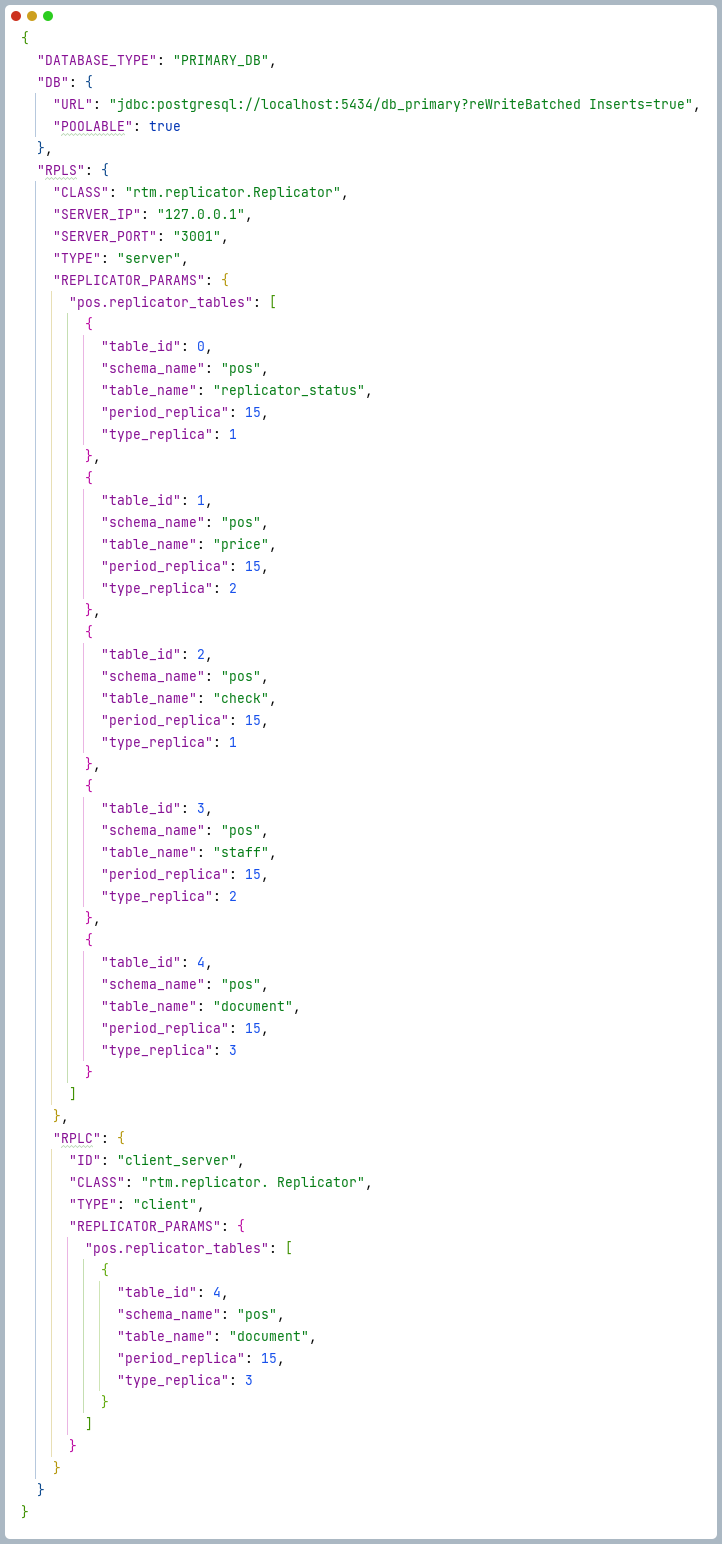 {
  "DATABASE_TYPE": "PRIMARY_DB",
  "DB": {
    "URL": "jdbc:postgresql://localhost:5434/db_primary?reWriteBatched Inserts=true",
    "POOLABLE": true
  },
  "RPLS": {
    "CLASS": "rtm.replicator.Replicator",
    "SERVER_IP": "127.0.0.1",
    "SERVER_PORT": "3001",
    "TYPE": "server",
    "REPLICATOR_PARAMS": {
      "pos.replicator_tables": [
        {
          "table_id": 0,
          "schema_name": "pos",
          "table_name": "replicator_status",
          "period_replica": 15,
          "type_replica": 1
        },
        {
          "table_id": 1,
          "schema_name": "pos",
          "table_name": "price",
          "period_replica": 15,
          "type_replica": 2
        },
        {
          "table_id": 2,
          "schema_name": "pos",
          "table_name": "check",
          "period_replica": 15,
          "type_replica": 1
        },
        {
          "table_id": 3,
          "schema_name": "pos",
          "table_name": "staff",
          "period_replica": 15,
          "type_replica": 2
        },
        {
          "table_id": 4,
          "schema_name": "pos",
          "table_name": "document",
          "period_replica": 15,
          "type_replica": 3
        }
      ]
    },
    "RPLC": {
      "ID": "client_server",
      "CLASS": "rtm.replicator. Replicator",
      "TYPE": "client",
      "REPLICATOR_PARAMS": {
        "pos.replicator_tables": [
          {
            "table_id": 4,
            "schema_name": "pos",
            "table_name": "document",
            "period_replica": 15,
            "type_replica": 3
          }
        ]
      }
    }
  }
}